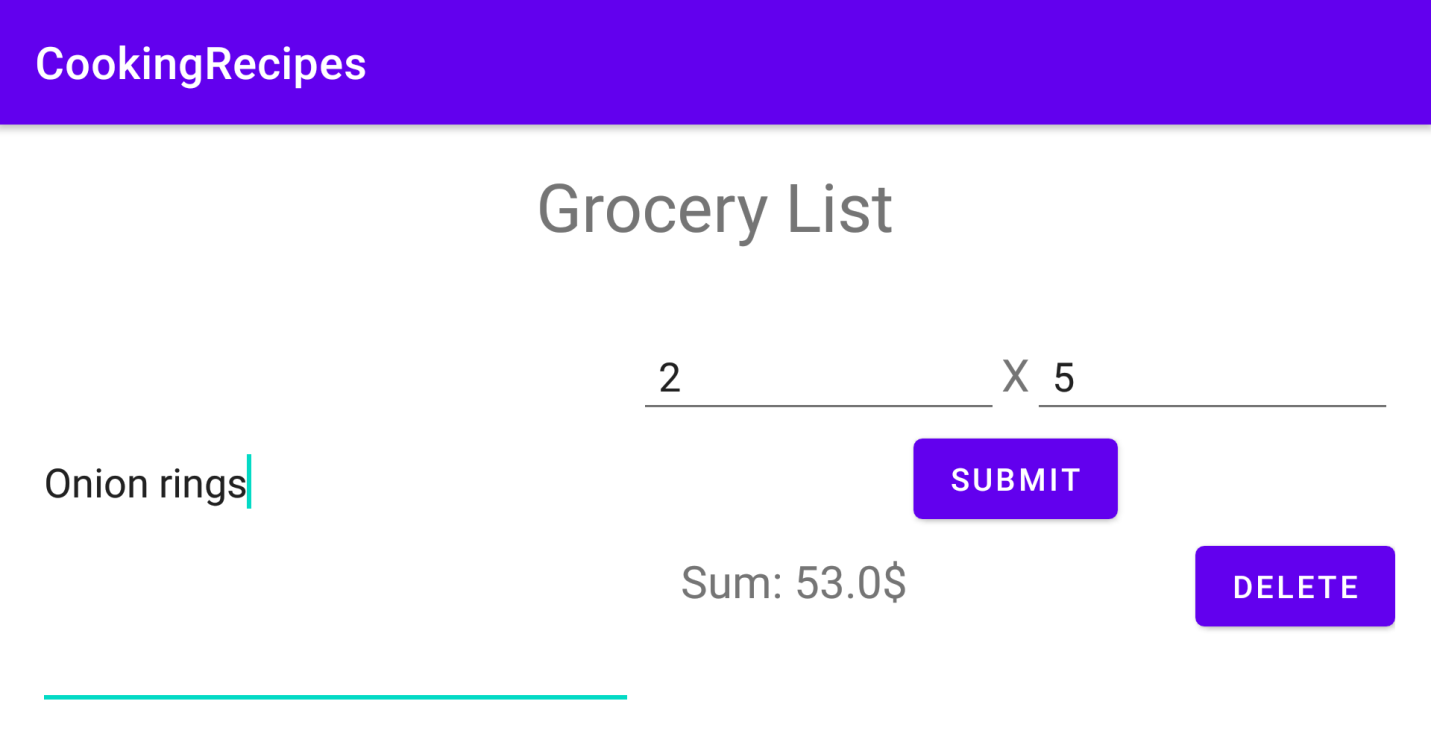 CookingRecipes
Grocery List
2 X 5
Onion rings
SUBMIT
Sum: 53.0$
DELETE